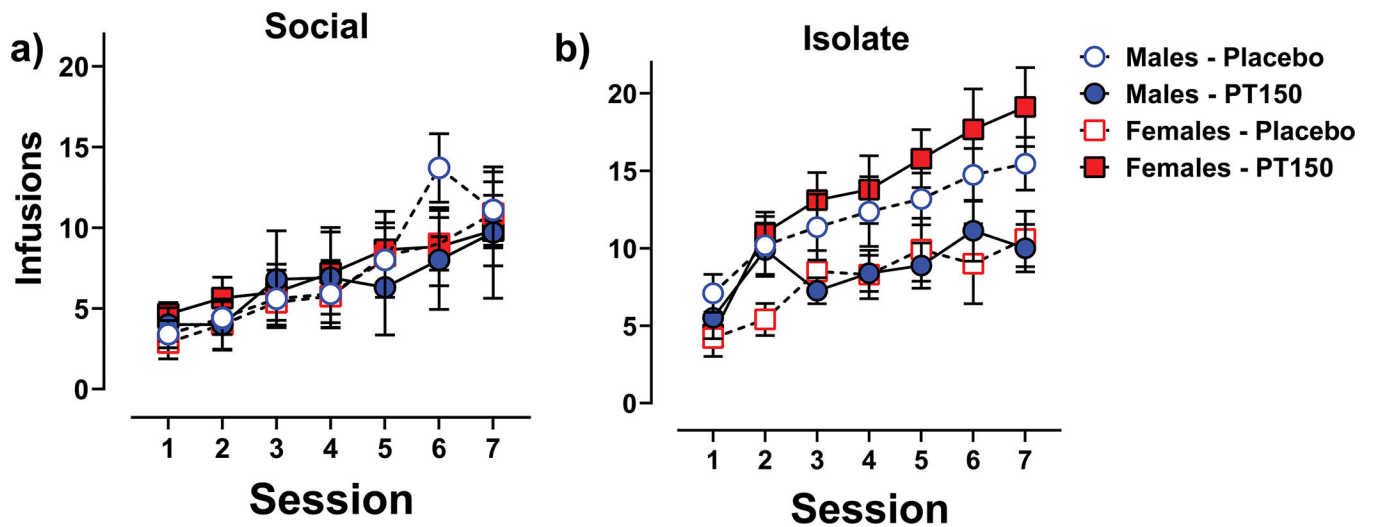 a)
Social
Infusions
20
15
10
5
0
1 2 3 4 5 6 7
Session
b)
Isolate
20
15
10
5
0
1 2 3 4 5 6 7
Session
Males - Placebo
Males - PT150
Females - Placebo
Females - PT150